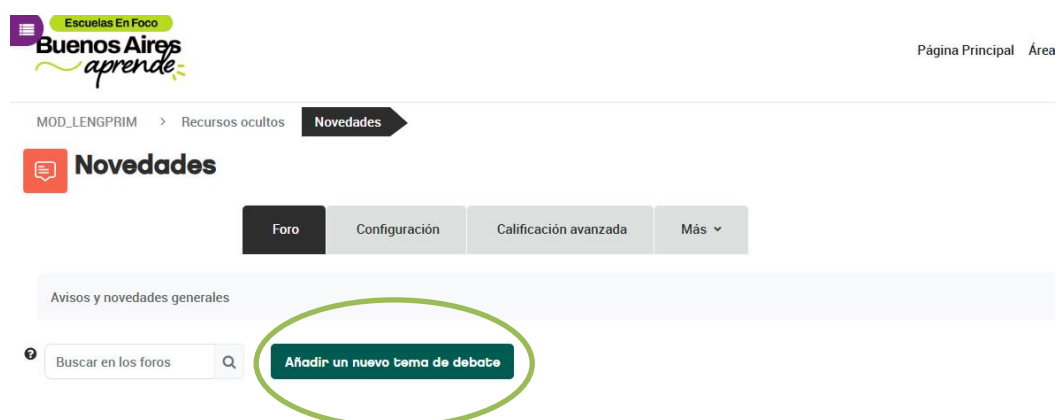 Escuelas En Foco
Buenos Aires
aprende
Página Principal Área
MOD_LENGPRIM > Recursos ocultos Novedades
Novedades
Foro Configuración Calificación avanzada Más
Avisos y novedades generales
Buscar en los foros Añadir un nuevo tema de debate